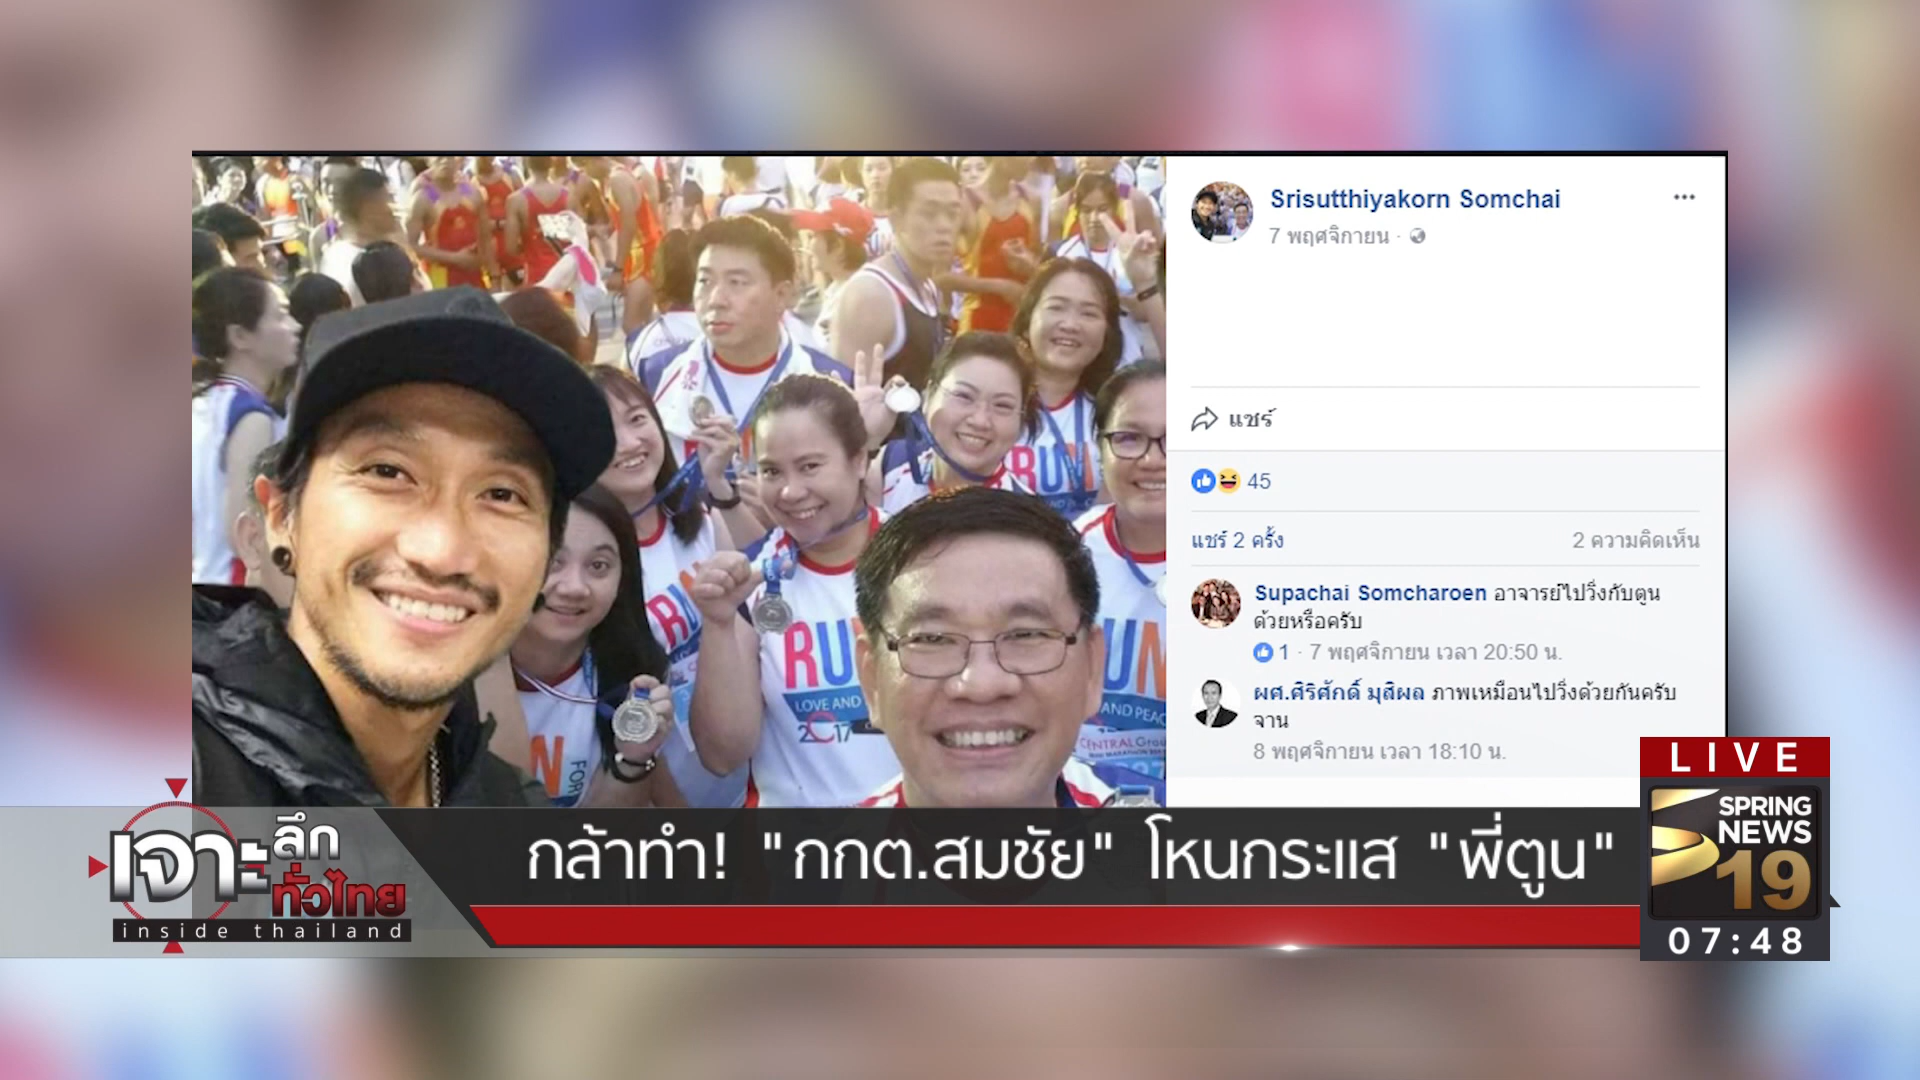 Srisutthiyakorn Somchai
7 พฤศจิกายน ·
แชร์
45
แชร์ 2 ครั้ง
2 ความคิดเห็น
Supachai Somcharoen อาจารย์ไปวิ่งกับตูน
ด้วยหรือครับ
1 · 7 พฤศจิกายน เวลา 20:50 น.
ผศ.ศิริศักดิ์ มุสิผล ภาพเหมือนไปวิ่งด้วยกันครับ
จาน
8 พฤศจิกายน เวลา 18:10 น.
RUN
AND PEAC
CENTRALGrou
RU
LOVE AND
2017
UN
FOR
LIVE
SPRING
NEWS
19
07:48
เจาะลึก
ทั่วไทย
inside thailand
กล้าทำ! "กกต.สมชัย" โหนกระแส "พี่ตูน"